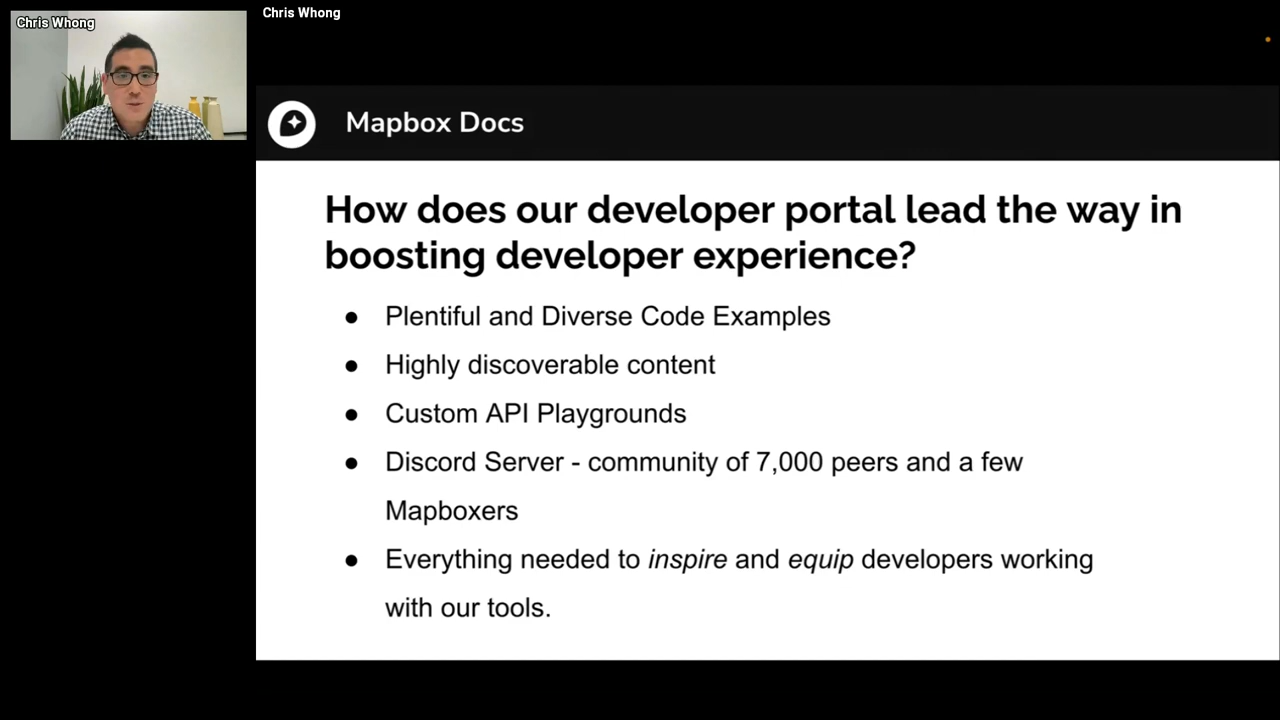 Chris Whong
Chris Whong
Mapbox Docs
How does our developer portal lead the way in
boosting developer experience?
● Plentiful and Diverse Code Examples
● Highly discoverable content
● Custom API Playgrounds
● Discord Server - community of 7,000 peers and a few
Mapboxers
● Everything needed to inspire and equip developers working
with our tools.